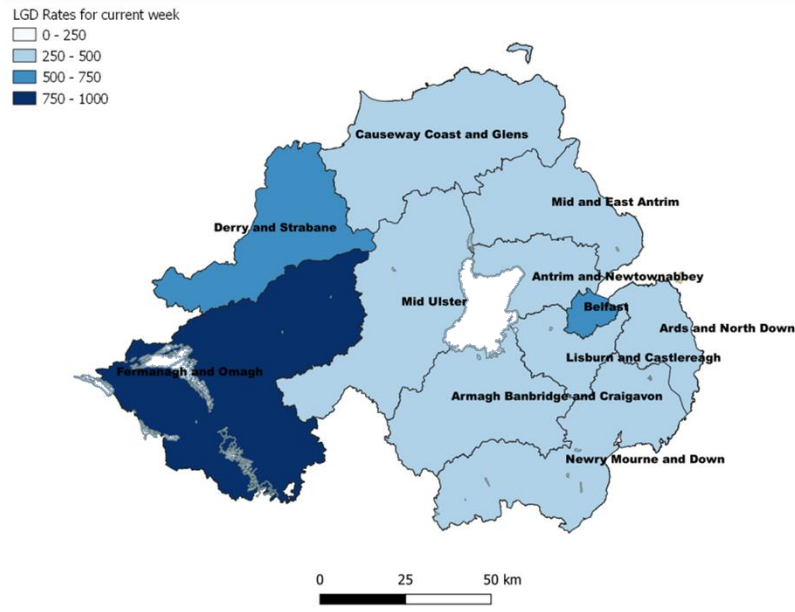 LGD Rates for current week
0 - 250
250 - 500
500 - 750
750 - 1000
Causeway Coast and Glens
Mid and East Antrim
Derry and Strabane
Antrim and Newtownabbey
Mid Ulster
Belfast
Ards and North Down
Lisburn and Castlereagh
Fermanagh and Omagh
Armagh Banbridge and Craigavon
Newry Mourne and Down
0 25 50 km